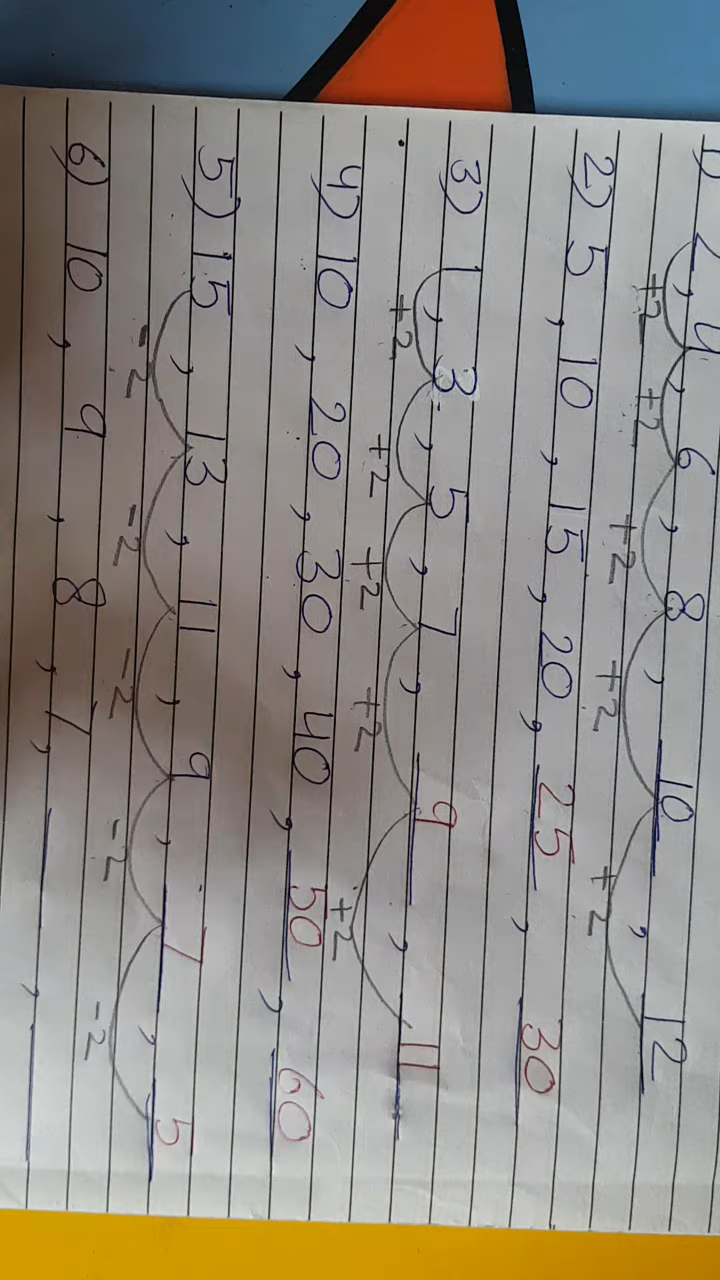 1) 2, 4, 6, 8, 10, 12
+2 +2 +2 +2 +2
2) 5, 10, 15, 20, 25, 30
3) 1, 3, 5, 7, 9, 11
+2 +2 +2 +2 +2
4) 10, 20, 30, 40, 50, 60
5) 15, 13, 11, 9, 7, 5
-2 -2 -2 -2 -2
6) 10, 9, 8, 7, __, __